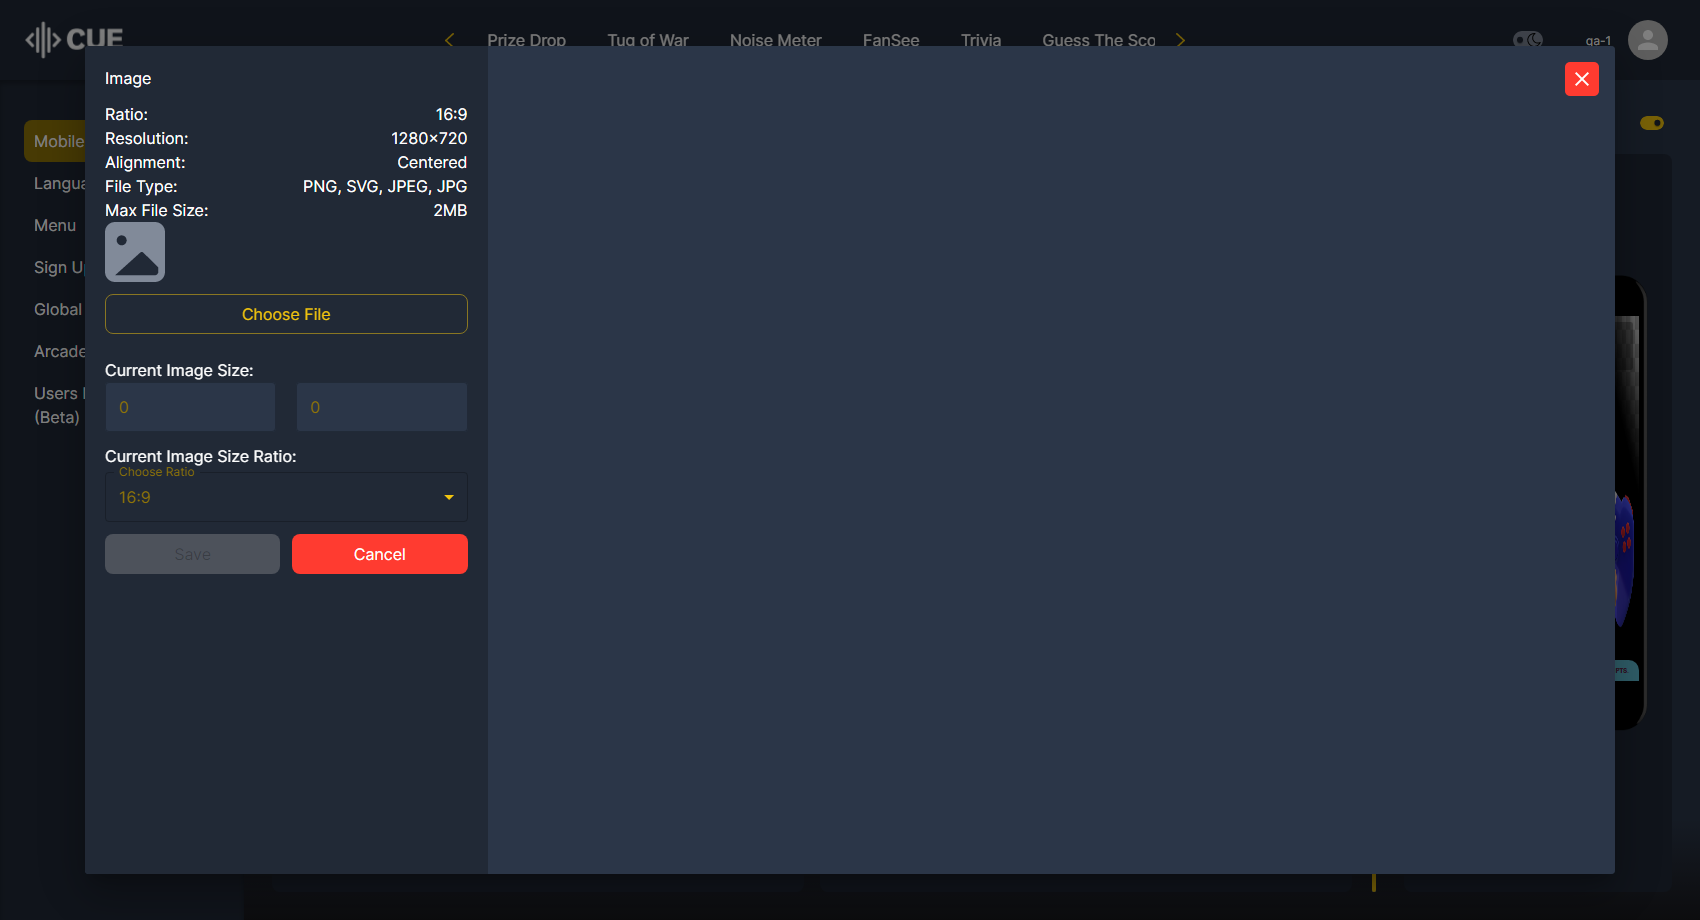 CUE
Prize Drop
Tug of War
Noise Meter
FanSee
Trivia
Guess The Sco
qa-1
Mobile
Langua
Menu
Sign Up
Global
Arcade
Users
(Beta)
Image
Ratio: 16:9
Resolution: 1280×720
Alignment: Centered
File Type: PNG, SVG, JPEG, JPG
Max File Size: 2MB
Choose File
Current Image Size:
0 0
Current Image Size Ratio:
Choose Ratio
16:9
Save Cancel
PTS